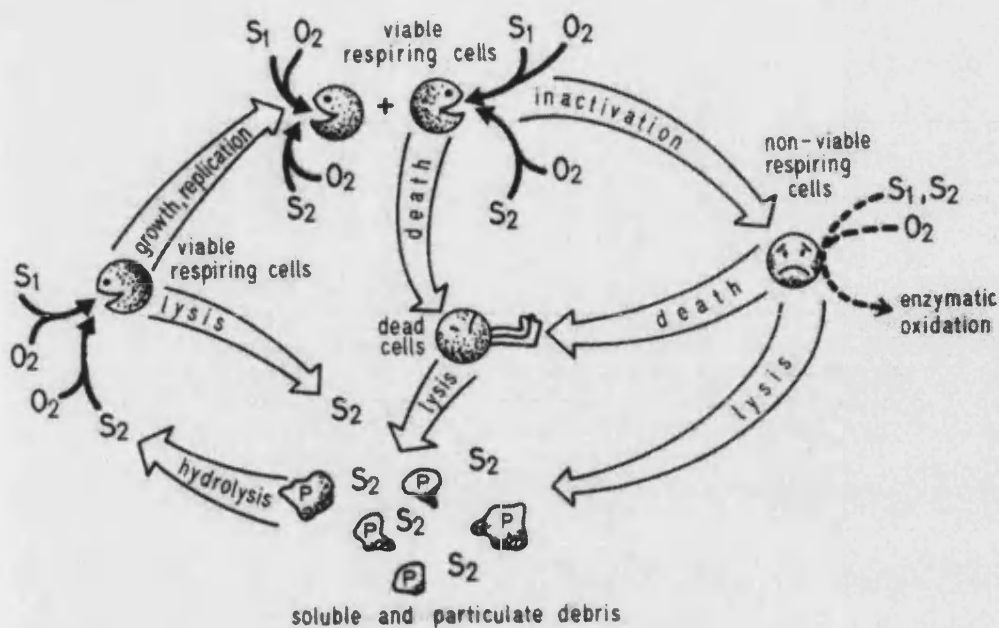 S1 O2
viable
respiring cells
S1 O2
+
inactivation
non-viable
respiring
cells
S1, S2
O2
enzymatic
oxidation
O2
S2
O2
S2
growth, replication
death
viable
respiring cells
S1
O2
O2
S2
lysis
dead
cells
death
lysis
lysis
S2
hydrolysis
P
S2
P
S2
P
S2
P
P
S2
soluble and particulate debris